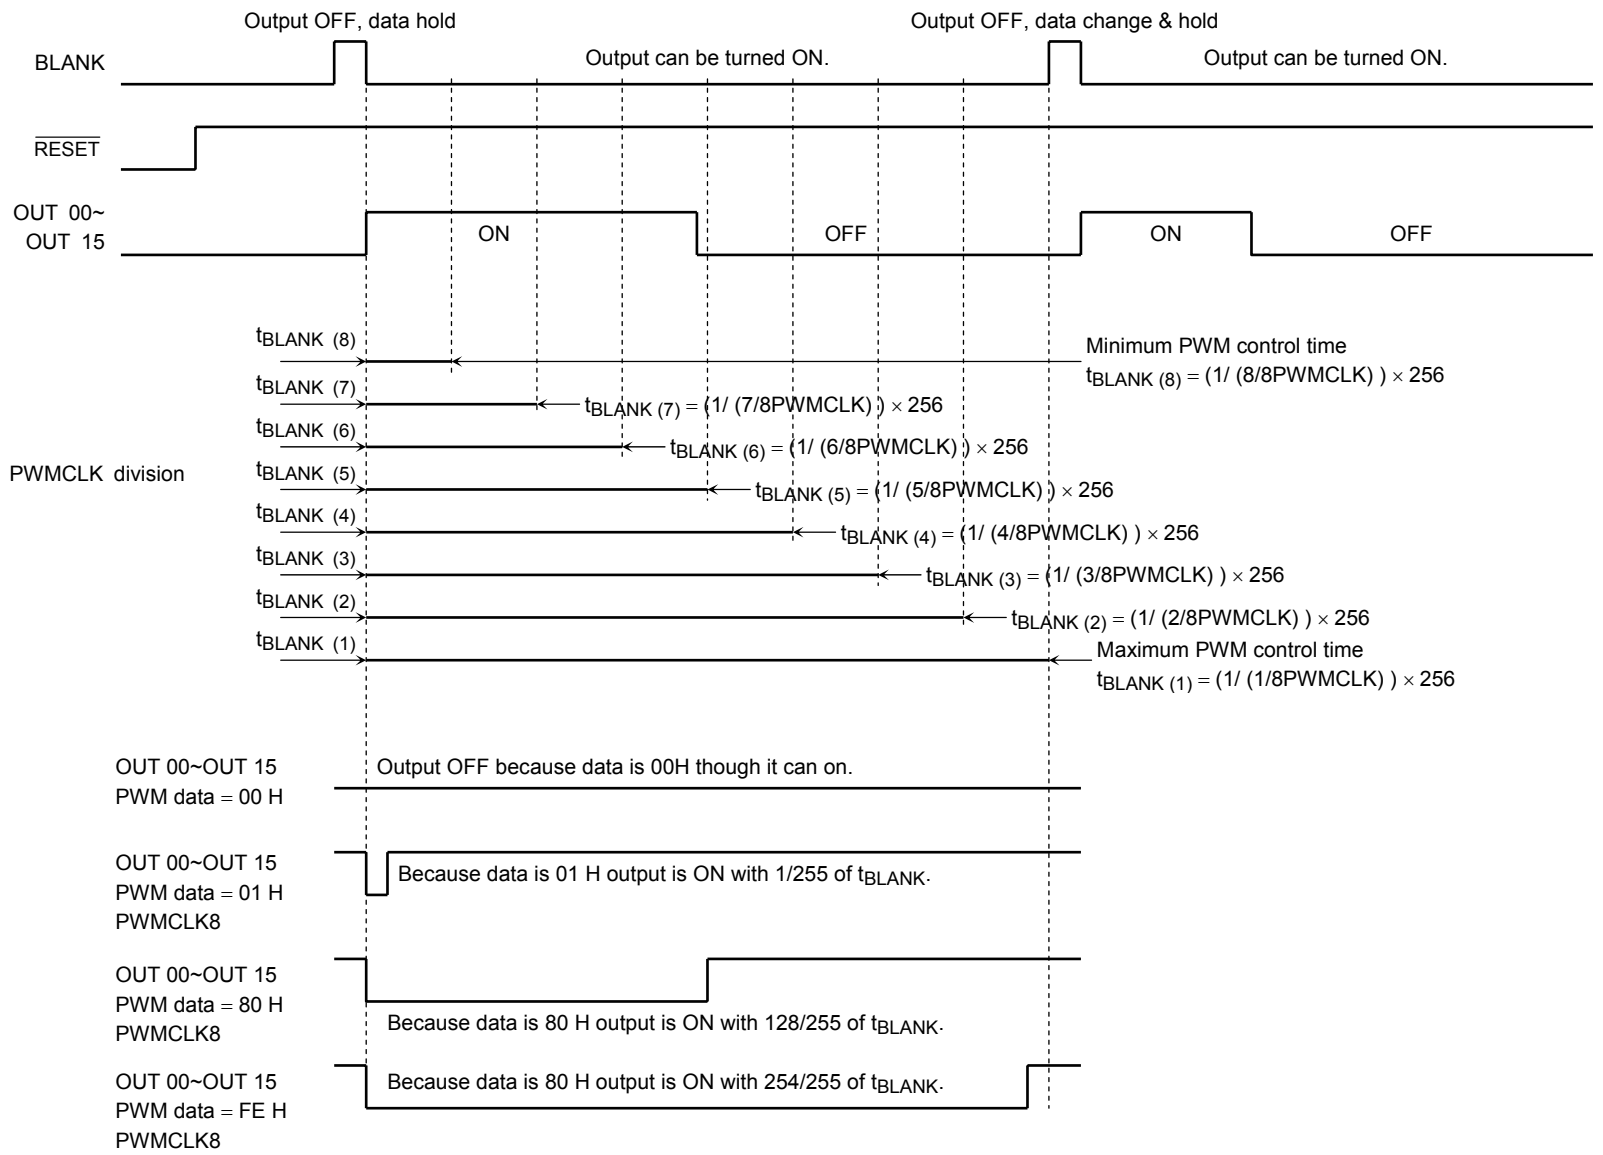 Output OFF, data hold
Output OFF, data change & hold
BLANK
Output can be turned ON.
Output can be turned ON.
RESET
OUT 00~
OUT 15
ON
OFF
ON
OFF
tBLANK (8)
Minimum PWM control time
tBLANK (8) = (1/ (8/8PWMCLK) ) × 256
tBLANK (7)
tBLANK (7) = (1/ (7/8PWMCLK) ) × 256
tBLANK (6)
tBLANK (6) = (1/ (6/8PWMCLK) ) × 256
PWMCLK division
tBLANK (5)
tBLANK (5) = (1/ (5/8PWMCLK) ) × 256
tBLANK (4)
tBLANK (4) = (1/ (4/8PWMCLK) ) × 256
tBLANK (3)
tBLANK (3) = (1/ (3/8PWMCLK) ) × 256
tBLANK (2)
tBLANK (2) = (1/ (2/8PWMCLK) ) × 256
tBLANK (1)
Maximum PWM control time
tBLANK (1) = (1/ (1/8PWMCLK) ) × 256
OUT 00~OUT 15
PWM data = 00 H
Output OFF because data is 00H though it can on.
OUT 00~OUT 15
PWM data = 01 H
PWMCLK8
Because data is 01 H output is ON with 1/255 of tBLANK.
OUT 00~OUT 15
PWM data = 80 H
PWMCLK8
Because data is 80 H output is ON with 128/255 of tBLANK.
OUT 00~OUT 15
PWM data = FE H
PWMCLK8
Because data is 80 H output is ON with 254/255 of tBLANK.